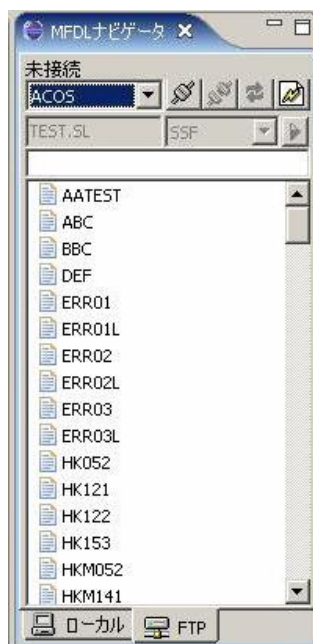 MFDLナビゲータ
未接続
ACOS
TEST.SL SSF
AATEST
ABC
BBC
DEF
ERR01
ERR01L
ERR02
ERR02L
ERR03
ERR03L
HK052
HK121
HK122
HK153
HKM052
HKM141
ローカル FTP